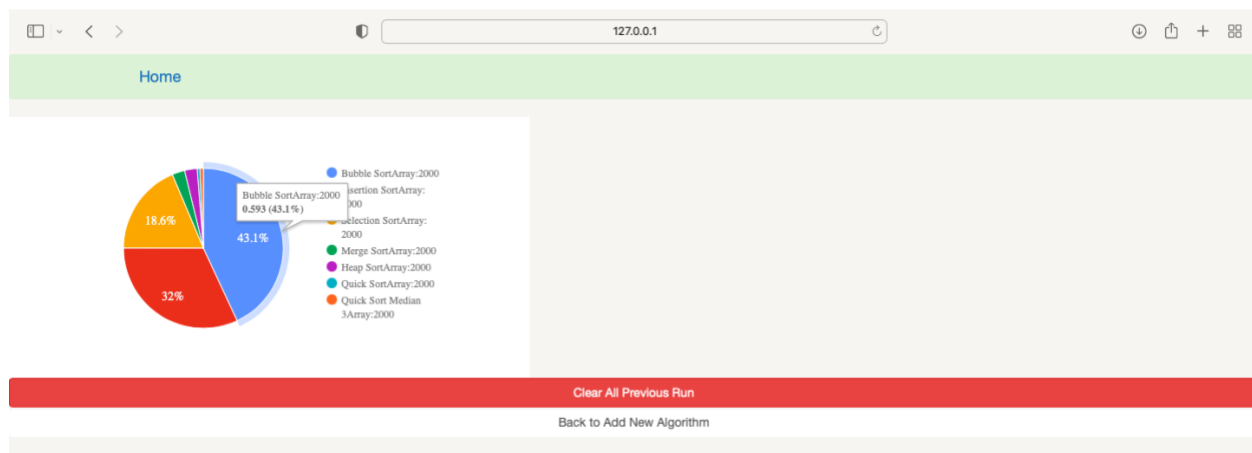 127.0.0.1
Home
Bubble SortArray:2000
sertion SortArray:
000
Selection SortArray:
2000
Merge SortArray:2000
Heap SortArray:2000
Quick SortArray:2000
Quick Sort Median
3Array:2000
Bubble SortArray:2000
0.593 (43.1%)
18.6%
43.1%
32%
Clear All Previous Run
Back to Add New Algorithm